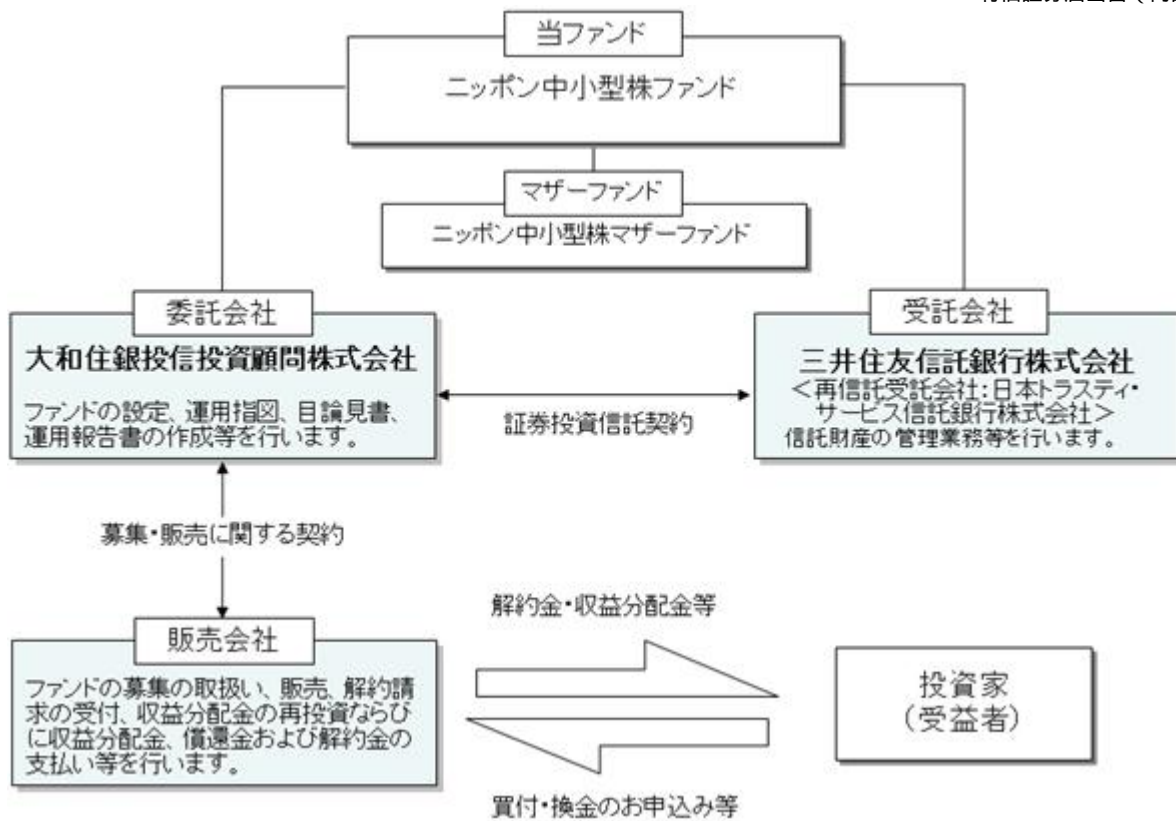 当ファンド
ニッポン中小型株ファンド
マザーファンド
ニッポン中小型株マザーファンド
委託会社
大和住銀投信投資顧問株式会社
ファンドの設定、運用指図、目論見書、
運用報告書の作成等を行います。
証券投資信託契約
受託会社
三井住友信託銀行株式会社
＜再信託受託会社：日本トラスティ・
サービス信託銀行株式会社＞
信託財産の管理業務等を行います。
募集・販売に関する契約
販売会社
ファンドの募集の取扱い、販売、解約請
求の受付、収益分配金の再投資ならび
に収益分配金、償還金および解約金の
支払い等を行います。
解約金・収益分配金等
買付・換金のお申込み等
投資家
（受益者）